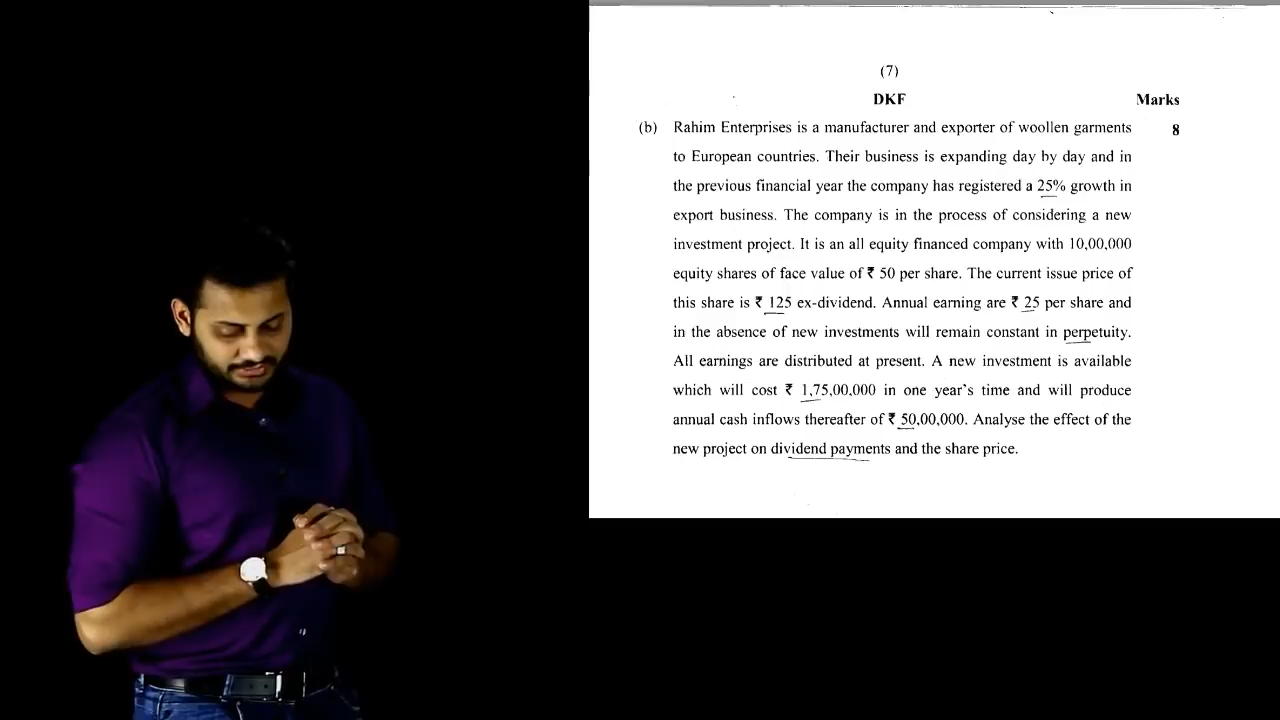 (7)
DKF Marks
(b) Rahim Enterprises is a manufacturer and exporter of woollen garments 8
to European countries. Their business is expanding day by day and in
the previous financial year the company has registered a 25% growth in
export business. The company is in the process of considering a new
investment project. It is an all equity financed company with 10,00,000
equity shares of face value of ₹ 50 per share. The current issue price of
this share is ₹ 125 ex-dividend. Annual earning are ₹ 25 per share and
in the absence of new investments will remain constant in perpetuity.
All earnings are distributed at present. A new investment is available
which will cost ₹ 1,75,00,000 in one year's time and will produce
annual cash inflows thereafter of ₹ 50,00,000. Analyse the effect of the
new project on dividend payments and the share price.